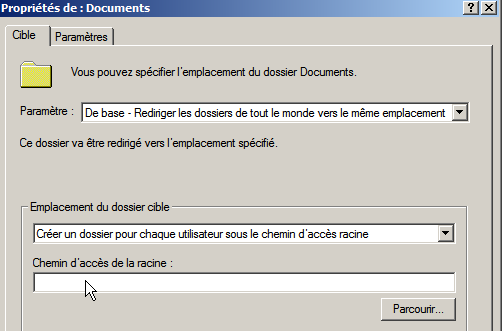 Propriétés de : Documents
Cible
Paramètres
Vous pouvez spécifier l'emplacement du dossier Documents.
Paramètre :
De base - Rediriger les dossiers de tout le monde vers le même emplacement
Ce dossier va être redirigé vers l'emplacement spécifié.
Emplacement du dossier cible
Créer un dossier pour chaque utilisateur sous le chemin d'accès racine
Chemin d'accès de la racine :
Parcourir...